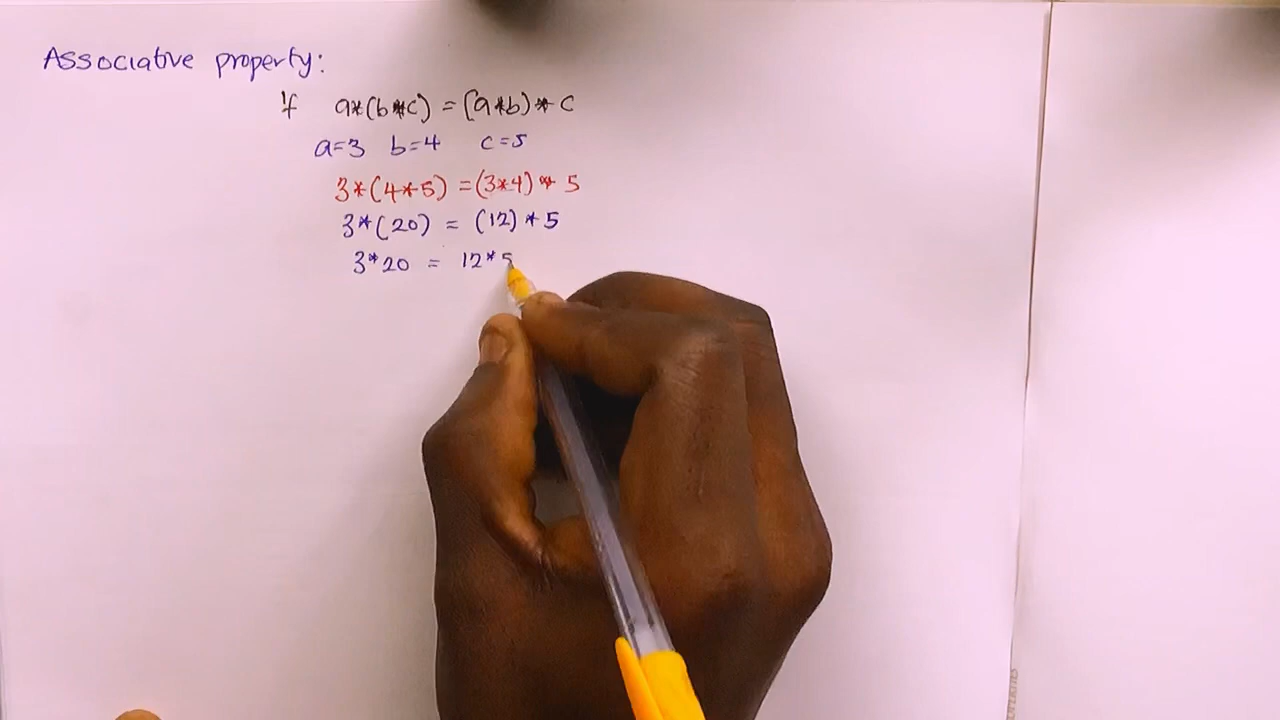 Associative property:
If a*(b*c) = (a*b)* c
a=3 b=4 c=5
3*(4*5) =(3*4) * 5
3*(20) = (12) * 5
3*20 = 12*5